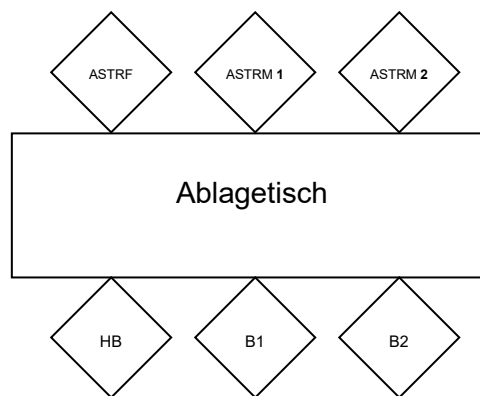 ASTRF
ASTRM 1
ASTRM 2
Ablagetisch
HB
B1
B2